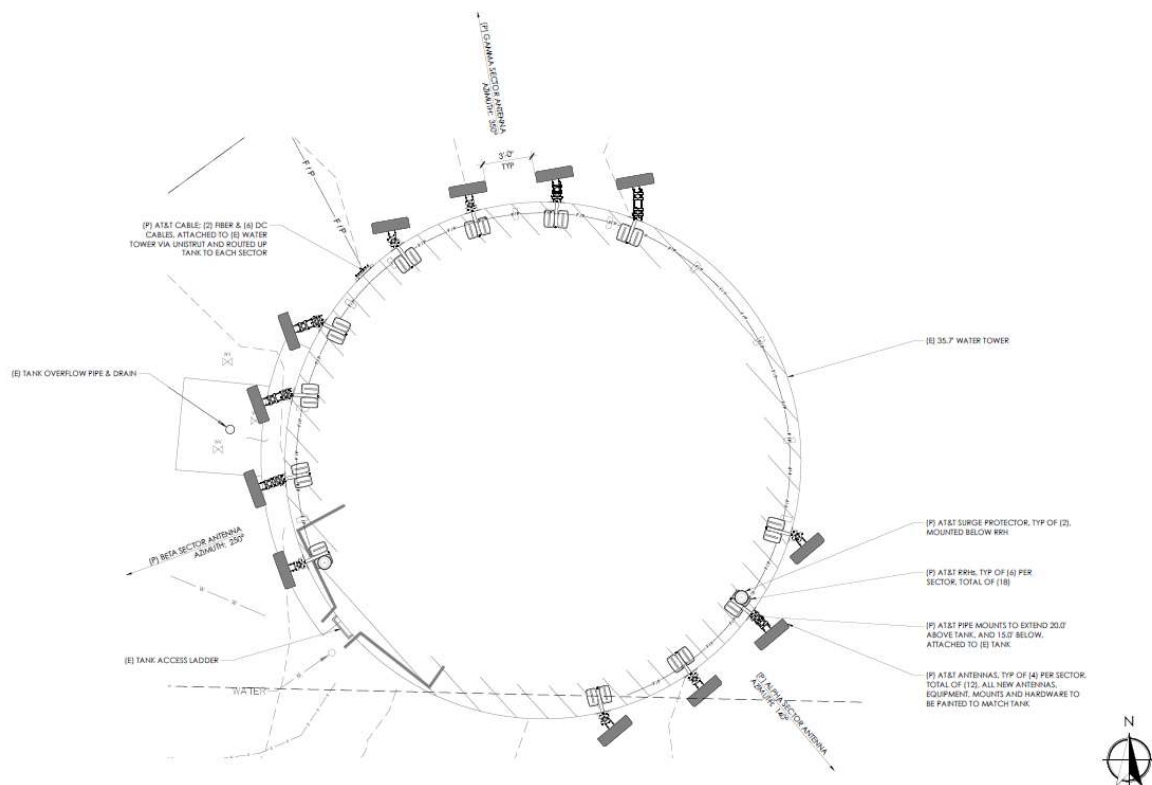 (P) GAMMA SECTOR ANTENNA
AZIMUTH: 350°
3'-0"
TYP
F/P
F/P
(P) AT&T CABLE; (2) FIBER & (6) DC
CABLES, ATTACHED TO (E) WATER
TOWER VIA UNISTRUT AND ROUTED UP
TANK TO EACH SECTOR
(E) 35.7' WATER TOWER
(E) TANK OVERFLOW PIPE & DRAIN
(P) BETA SECTOR ANTENNA
AZIMUTH: 250°
(P) AT&T SURGE PROTECTOR, TYP OF (2),
MOUNTED BELOW RRH
(P) AT&T RRHs, TYP OF (6) PER
SECTOR, TOTAL OF (18)
(P) AT&T PIPE MOUNTS TO EXTEND 20.0'
ABOVE TANK, AND 15.0' BELOW,
ATTACHED TO (E) TANK
(E) TANK ACCESS LADDER
WATER
(P) AT&T ANTENNAS, TYP OF (4) PER SECTOR,
TOTAL OF (12), ALL NEW ANTENNAS,
EQUIPMENT, MOUNTS AND HARDWARE TO
BE PAINTED TO MATCH TANK
(P) ALPHA SECTOR ANTENNA
AZIMUTH: 140°
N